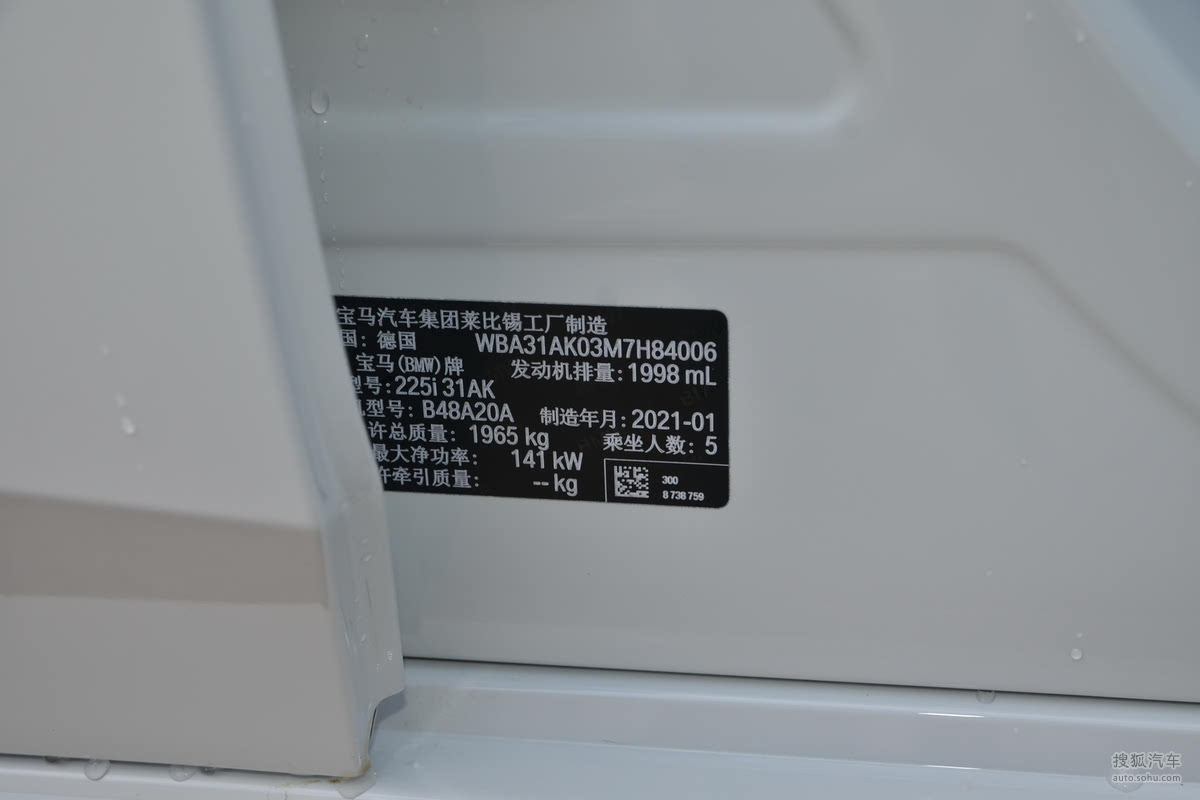 宝马汽车集团莱比锡工厂制造
国: 德国 WBA31AK03M7H84006
宝马(BMW)牌 发动机排量: 1998 mL
型号: 225i 31AK
型号: B48A20A 制造年月: 2021-01
许总质量: 1965 kg 乘坐人数: 5
最大净功率: 141 kW
许牵引质量: -- kg
300
8 738 759
搜狐汽车
auto.sohu.com